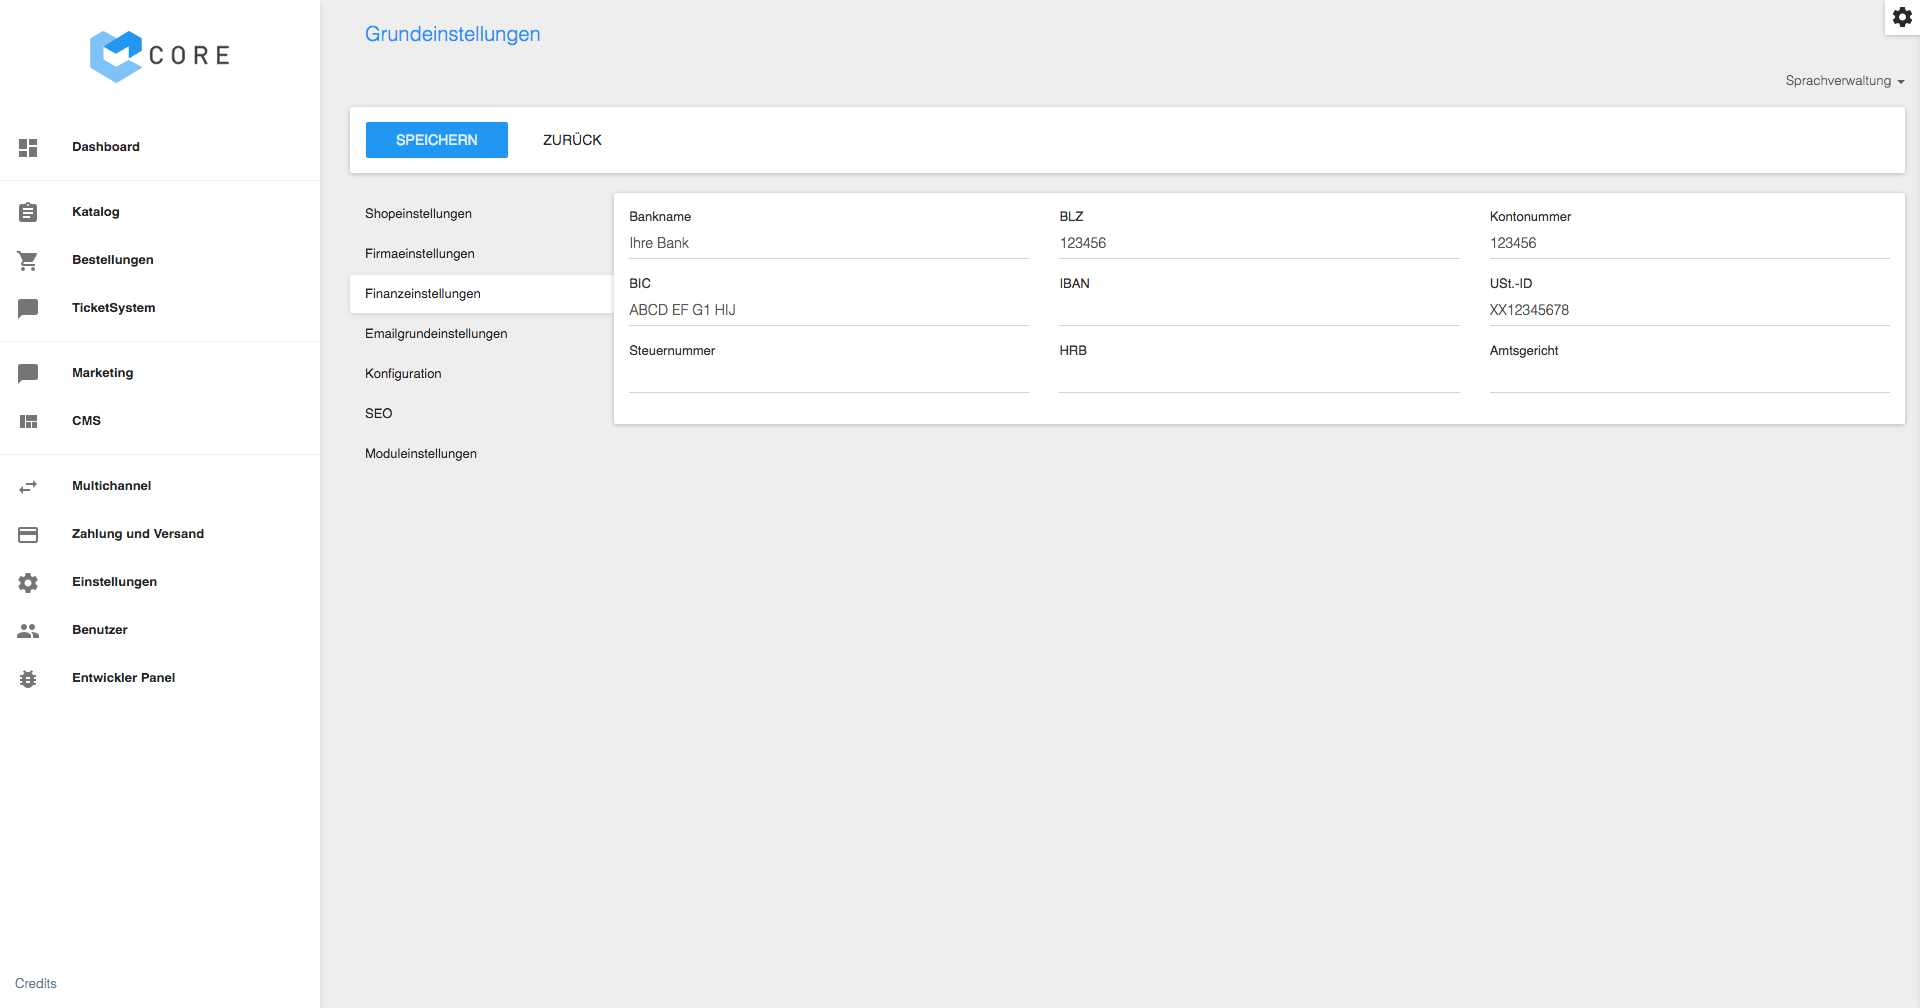 CORE
Dashboard
Katalog
Bestellungen
TicketSystem
Marketing
CMS
Multichannel
Zahlung und Versand
Einstellungen
Benutzer
Entwickler Panel
Credits
Grundeinstellungen
Sprachverwaltung
SPEICHERN ZURÜCK
Shopeinstellungen
Firmaeinstellungen
Finanzeinstellungen
Emailgrundeinstellungen
Konfiguration
SEO
Moduleinstellungen
Bankname BLZ Kontonummer
Ihre Bank 123456 123456
BIC IBAN USt.-ID
ABCD EF G1 HIJ XX12345678
Steuernummer HRB Amtsgericht